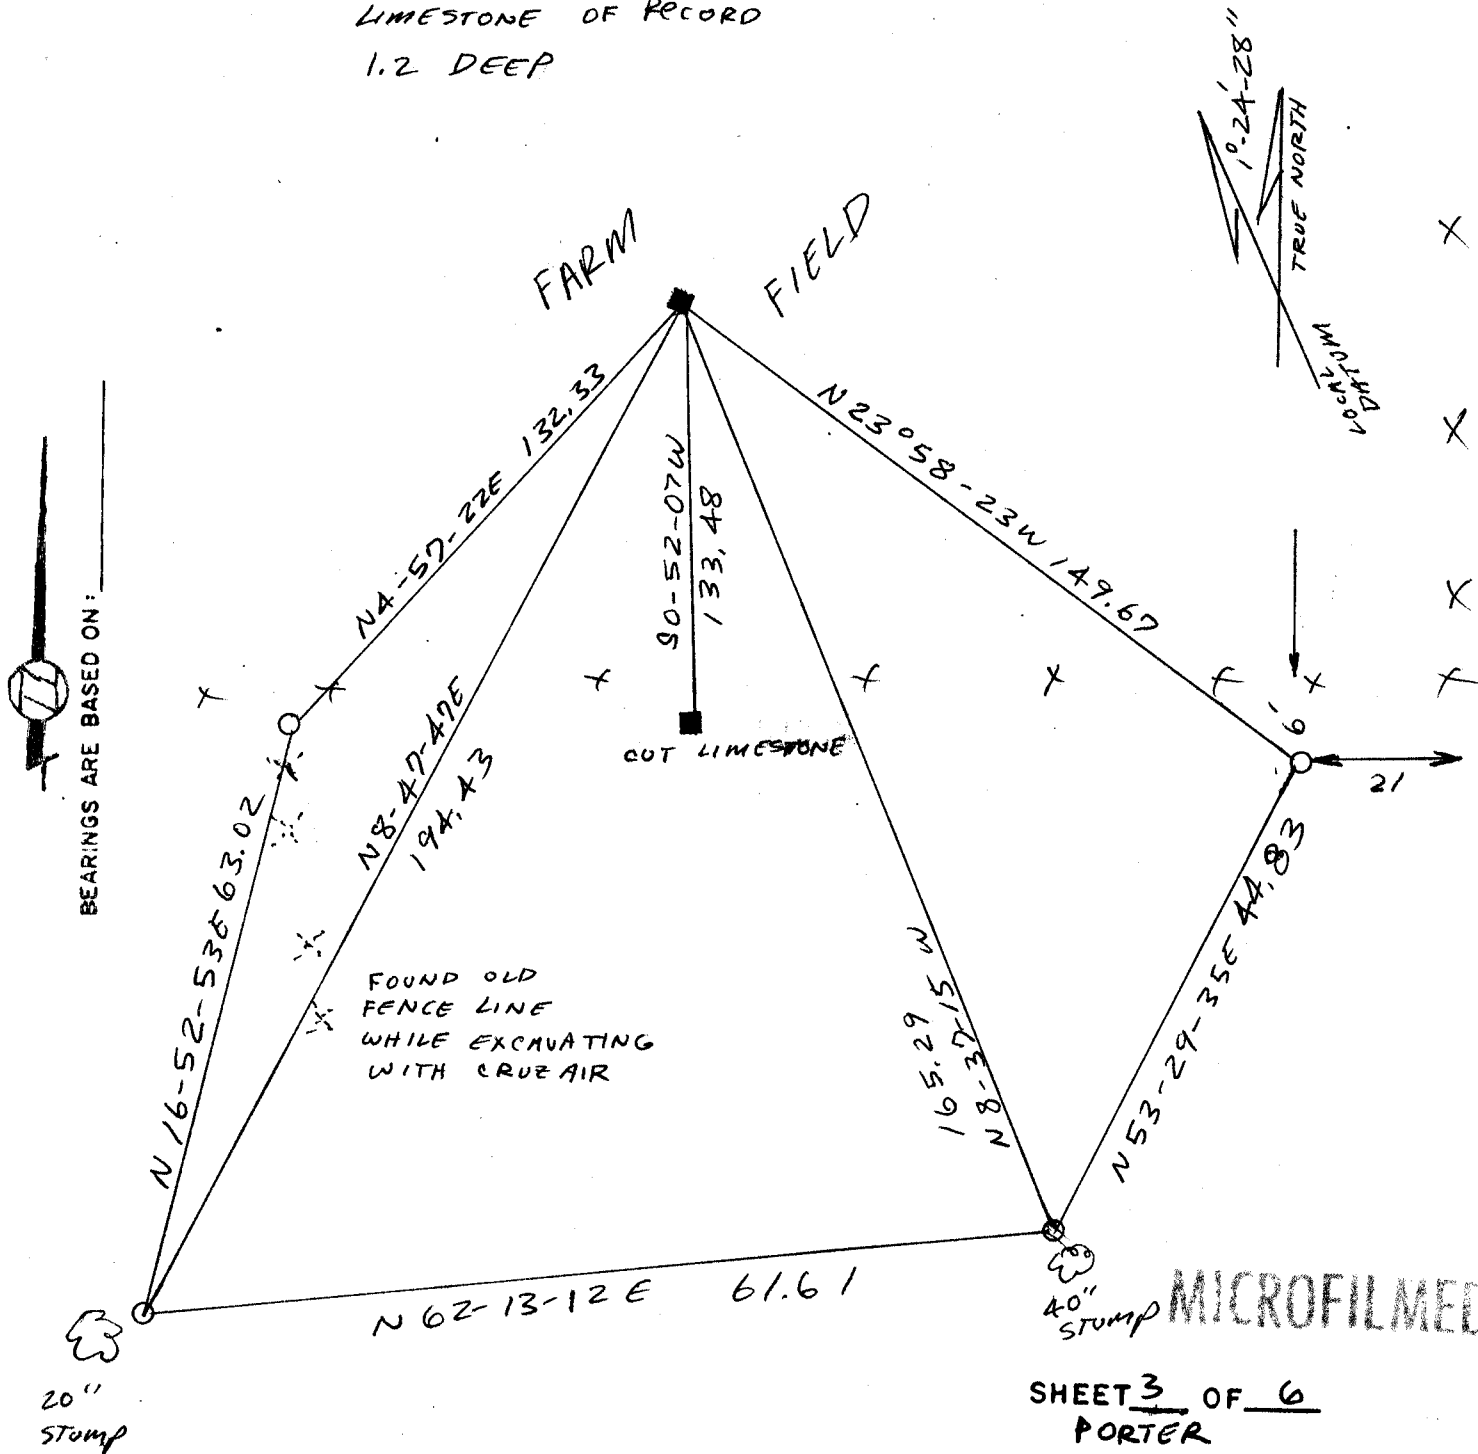 LIMESTONE OF RECORD
1.2 DEEP
1°-24'-28"
TRUE NORTH
LOCAL
DATUM
FARM FIELD
N4-57-22E 132.33
N8-47-47E
194.43
S0-52-07W
133.48
N23°58-23W 149.67
CUT LIMESTONE
6'
21
BEARINGS ARE BASED ON:
N16-52-53E 63.02
FOUND OLD
FENCE LINE
WHILE EXCAVATING
WITH CRUZ AIR
165.29
N8-37-15 W
N53-29-35E 44.83
N62-13-12E 61.61
20"
STUMP
40"
STUMP
MICROFILMED
SHEET 3 OF 6
PORTER